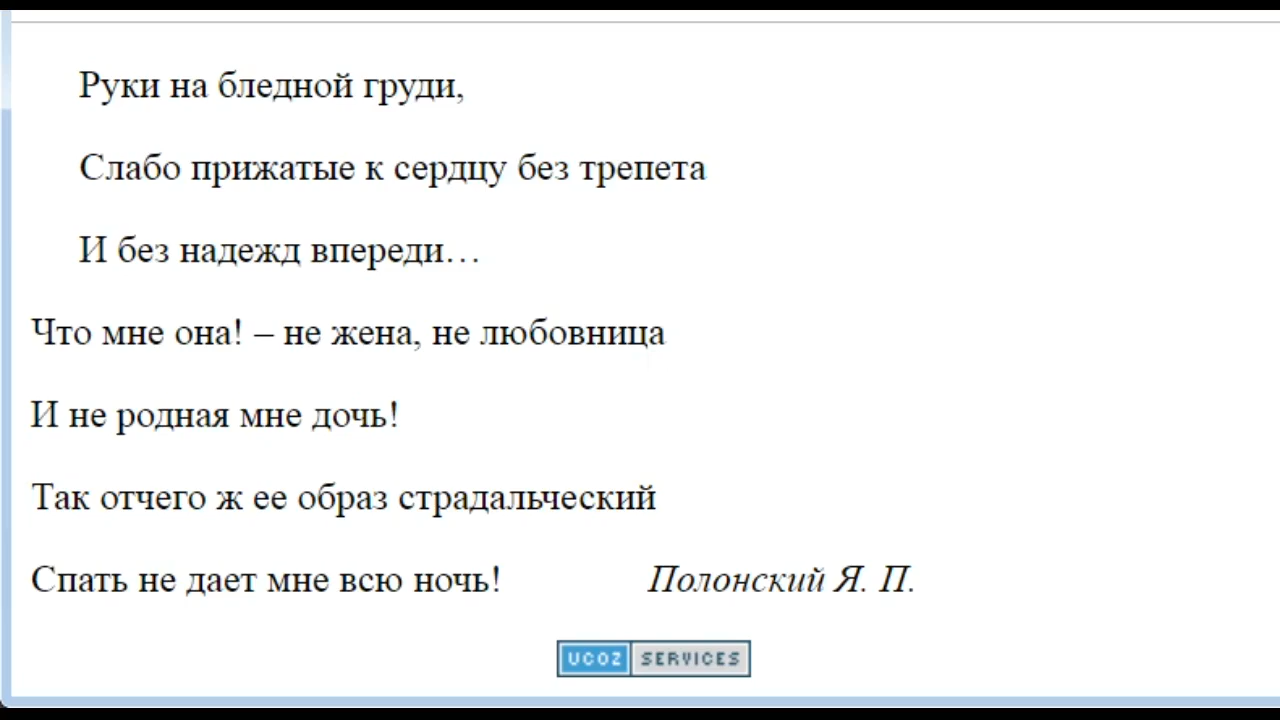 Руки на бледной груди,
Слабо прижатые к сердцу без трепета
И без надежд впереди…
Что мне она! – не жена, не любовница
И не родная мне дочь!
Так отчего ж ее образ страдальческий
Спать не дает мне всю ночь! Полонский Я. П.
UCOZ SERVICES